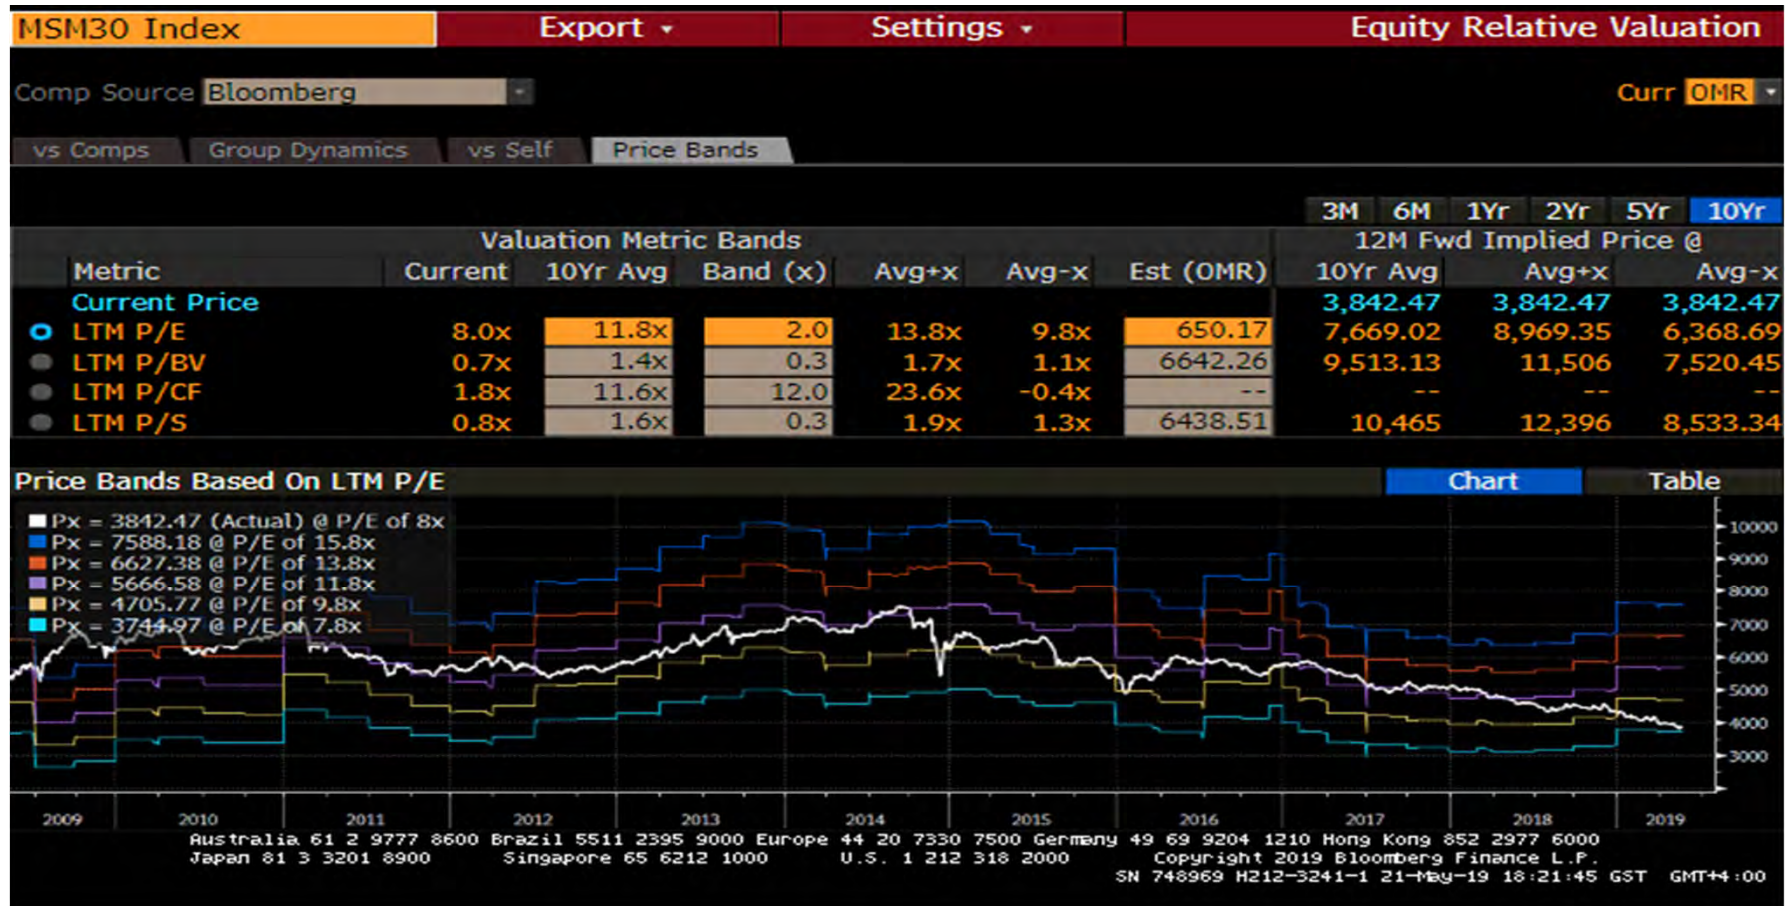 MSM30 Index Export Settings Equity Relative Valuation
Comp Source Bloomberg Curr OMR
vs Comps Group Dynamics vs Self Price Bands
3M 6M 1Yr 2Yr 5Yr 10Yr
Valuation Metric Bands 12M Fwd Implied Price @
Metric Current 10Yr Avg Band (x) Avg+x Avg-x Est (OMR) 10Yr Avg Avg+x Avg-x
Current Price 3,842.47 3,842.47 3,842.47
LTM P/E 8.0x 11.8x 2.0 13.8x 9.8x 650.17 7,669.02 8,969.35 6,368.69
LTM P/BV 0.7x 1.4x 0.3 1.7x 1.1x 6642.26 9,513.13 11,506 7,520.45
LTM P/CF 1.8x 11.6x 12.0 23.6x -0.4x -- -- -- --
LTM P/S 0.8x 1.6x 0.3 1.9x 1.3x 6438.51 10,465 12,396 8,533.34
Price Bands Based On LTM P/E Chart Table
Px = 3842.47 (Actual) @ P/E of 8x
Px = 7588.18 @ P/E of 15.8x
Px = 6627.38 @ P/E of 13.8x
Px = 5666.58 @ P/E of 11.8x
Px = 4705.77 @ P/E of 9.8x
Px = 3744.97 @ P/E of 7.8x
10000
9000
8000
7000
6000
5000
4000
3000
2009 2010 2011 2012 2013 2014 2015 2016 2017 2018 2019
Australia 61 2 9777 8600 Brazil 5511 2395 9000 Europe 44 20 7330 7500 Germany 49 69 9204 1210 Hong Kong 852 2977 6000
Japan 81 3 3201 8900 Singapore 65 6212 1000 U.S. 1 212 318 2000 Copyright 2019 Bloomberg Finance L.P.
SN 748969 H212-3241-1 21-May-19 18:21:45 GST GMT+4:00